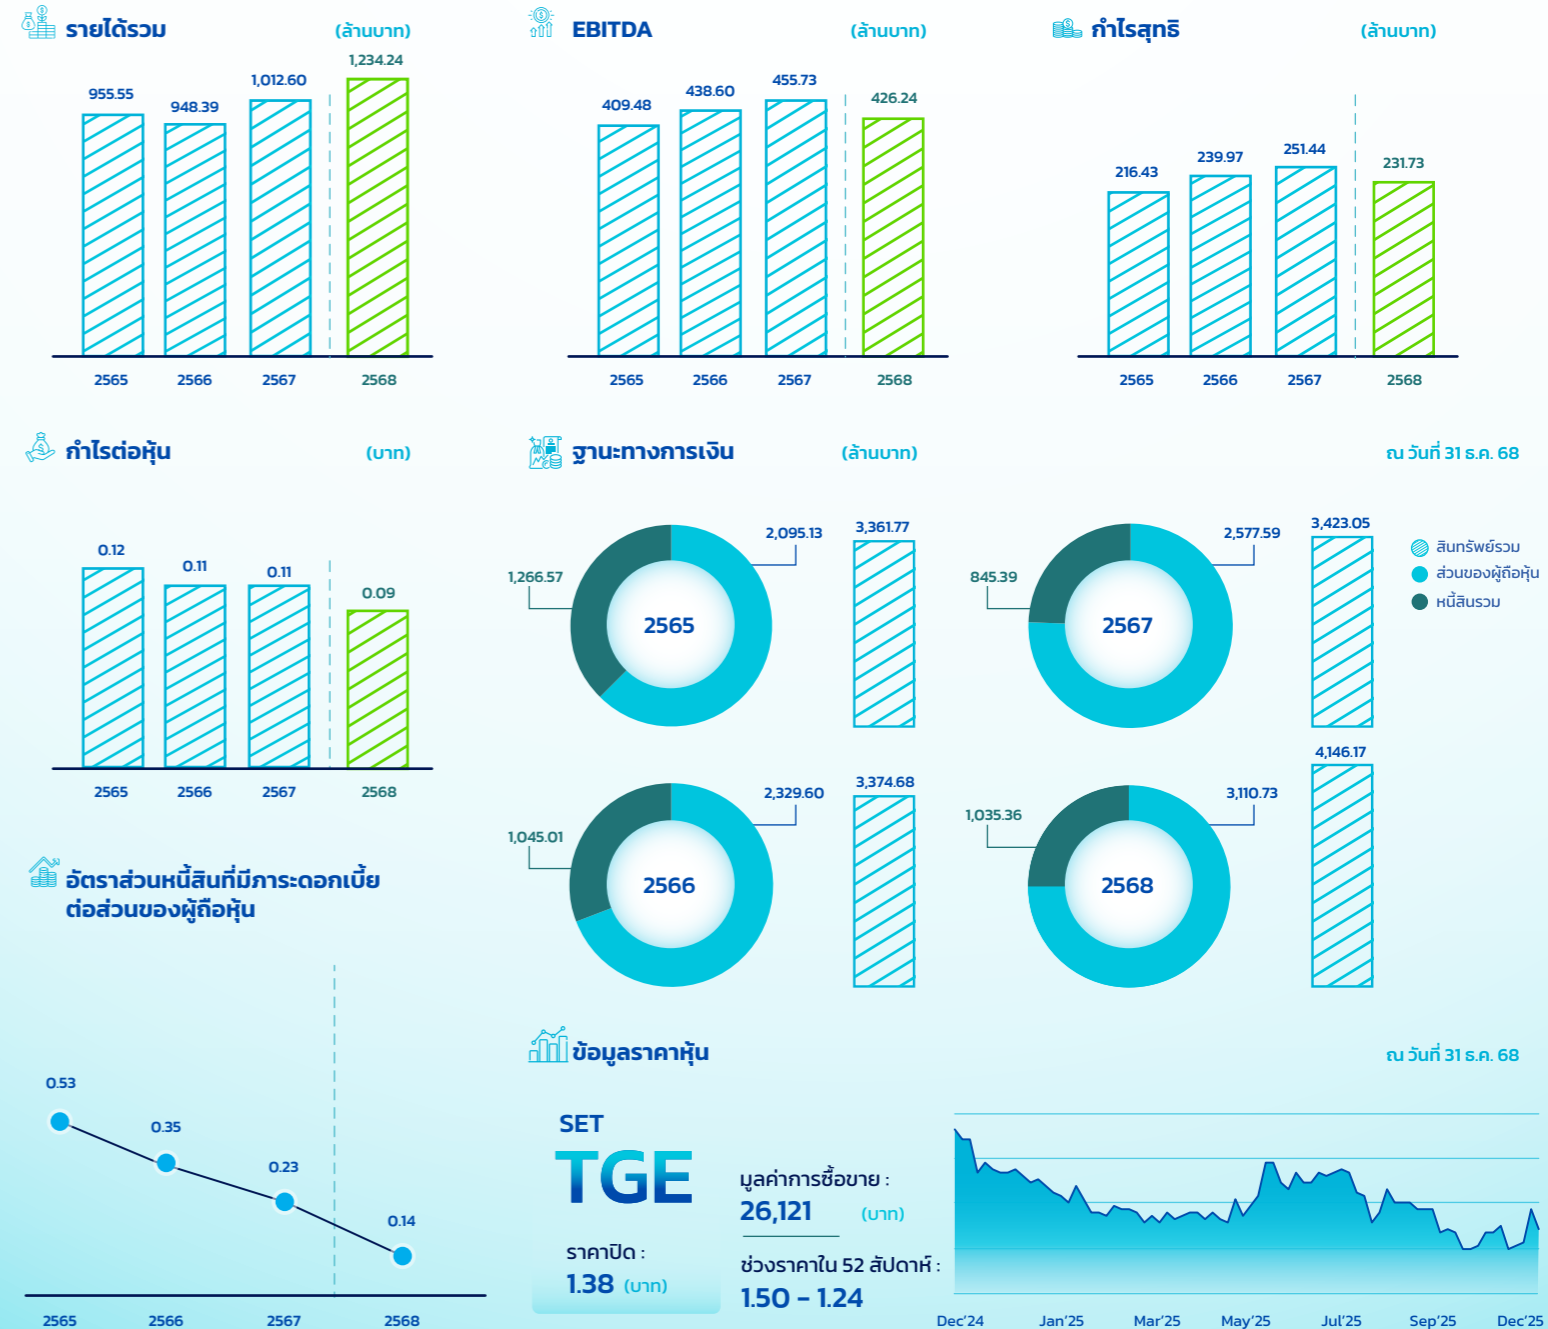 รายได้รวม (ล้านบาท)
955.55
948.39
1,012.60
1,234.24
2565 2566 2567 2568
EBITDA (ล้านบาท)
409.48
438.60
455.73
426.24
2565 2566 2567 2568
กำไรสุทธิ (ล้านบาท)
216.43
239.97
251.44
231.73
2565 2566 2567 2568
กำไรต่อหุ้น (บาท)
0.12
0.11
0.11
0.09
2565 2566 2567 2568
ฐานะทางการเงิน (ล้านบาท) ณ วันที่ 31 ธ.ค. 68
1,266.57
2565
2,095.13
3,361.77
845.39
2567
2,577.59
3,423.05
สินทรัพย์รวม
ส่วนของผู้ถือหุ้น
หนี้สินรวม
1,045.01
2566
2,329.60
3,374.68
1,035.36
2568
3,110.73
4,146.17
อัตราส่วนหนี้สินที่มีภาระดอกเบี้ย
ต่อส่วนของผู้ถือหุ้น
0.53
0.35
0.23
0.14
2565 2566 2567 2568
ข้อมูลราคาหุ้น ณ วันที่ 31 ธ.ค. 68
SET
TGE
ราคาปิด :
1.38 (บาท)
มูลค่าการซื้อขาย :
26,121 (บาท)
ช่วงราคาใน 52 สัปดาห์ :
1.50 - 1.24
Dec'24 Jan'25 Mar'25 May'25 Jul'25 Sep'25 Dec'25